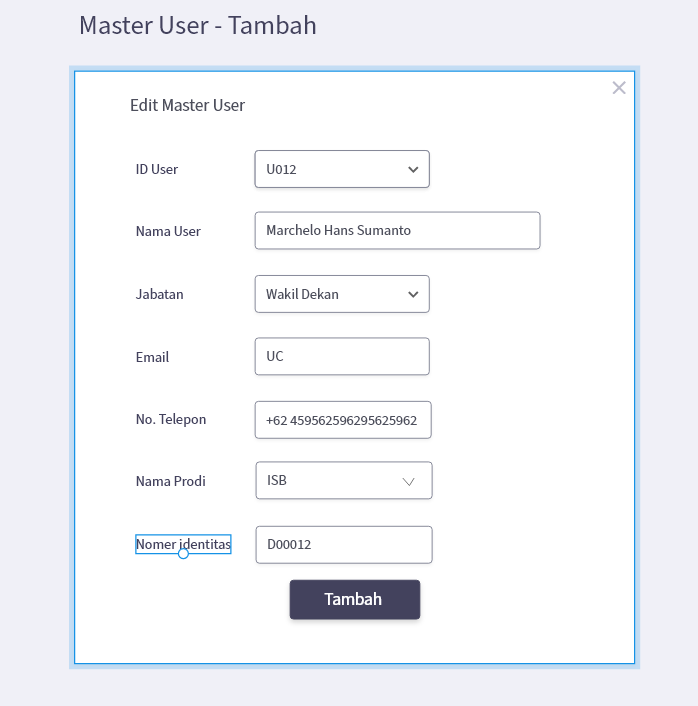 Master User - Tambah
Edit Master User
ID User
U012
Nama User
Marchelo Hans Sumanto
Jabatan
Wakil Dekan
Email
UC
No. Telepon
+62 459562596295625962
Nama Prodi
ISB
Nomer identitas
D00012
Tambah